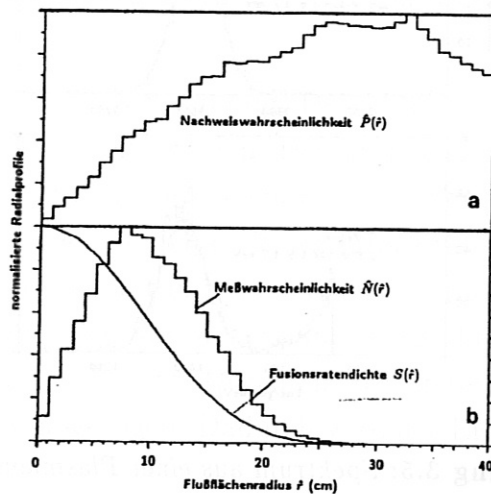 Nachweiswahrscheinlichkeit P̂(r̂)
a
normalisierte Radialprofile
Meßwahrscheinlichkeit N̂(r̂)
Fusionsratendichte S(r̂)
b
0 10 20 30 40
Flußflächenradius r̂ (cm)